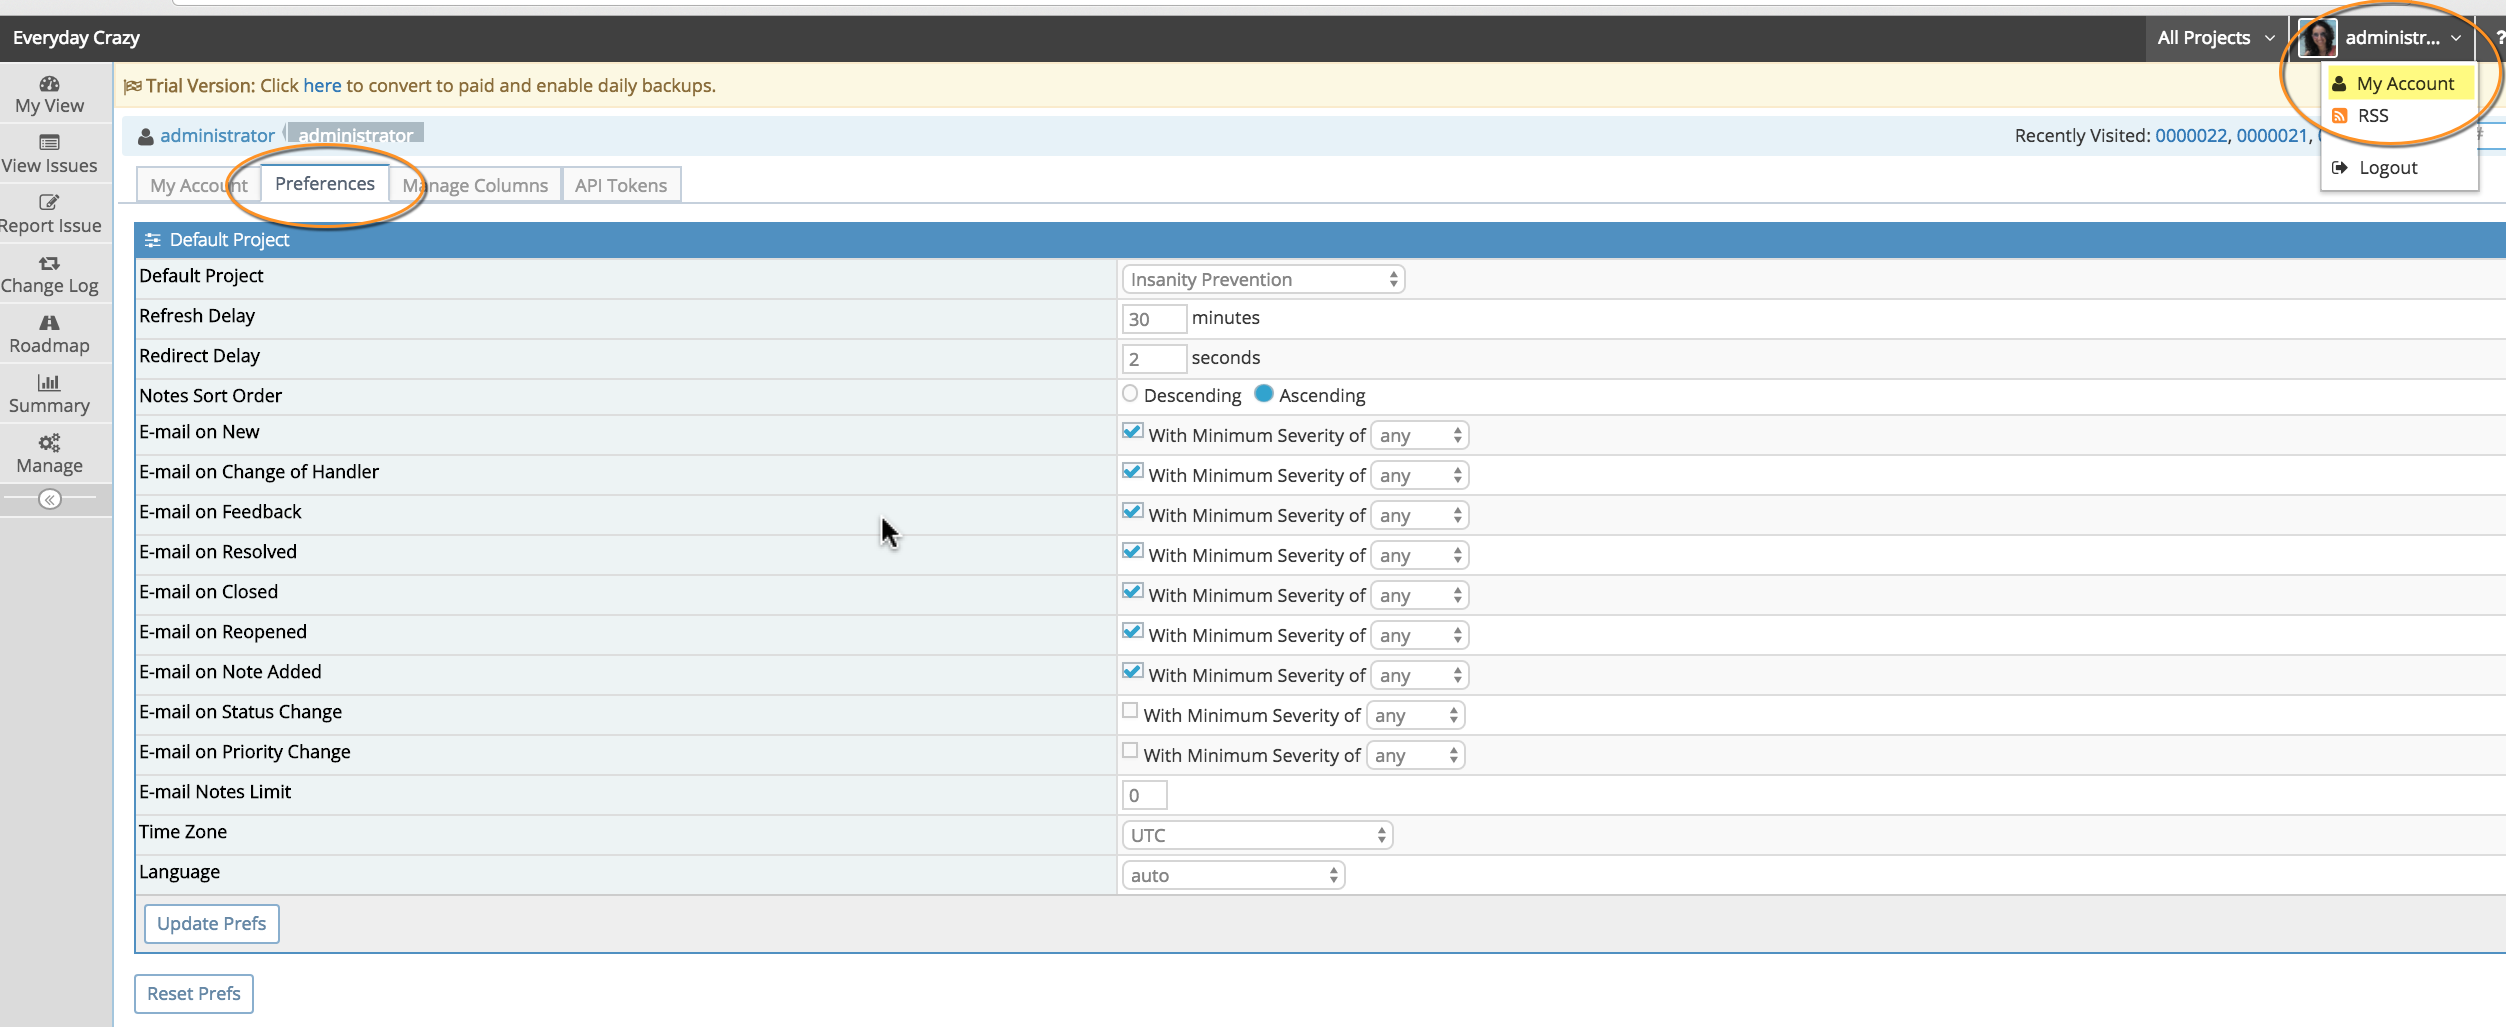 Everyday Crazy
All Projects
administr...
?
My Account
RSS
Logout
My View
View Issues
Report Issue
Change Log
Roadmap
Summary
Manage
Trial Version: Click here to convert to paid and enable daily backups.
administrator administrator
Recently Visited: 0000022, 0000021,
My Account Preferences Manage Columns API Tokens
Default Project
Default Project Insanity Prevention
Refresh Delay 30 minutes
Redirect Delay 2 seconds
Notes Sort Order Descending Ascending
E-mail on New With Minimum Severity of any
E-mail on Change of Handler With Minimum Severity of any
E-mail on Feedback With Minimum Severity of any
E-mail on Resolved With Minimum Severity of any
E-mail on Closed With Minimum Severity of any
E-mail on Reopened With Minimum Severity of any
E-mail on Note Added With Minimum Severity of any
E-mail on Status Change With Minimum Severity of any
E-mail on Priority Change With Minimum Severity of any
E-mail Notes Limit 0
Time Zone UTC
Language auto
Update Prefs
Reset Prefs